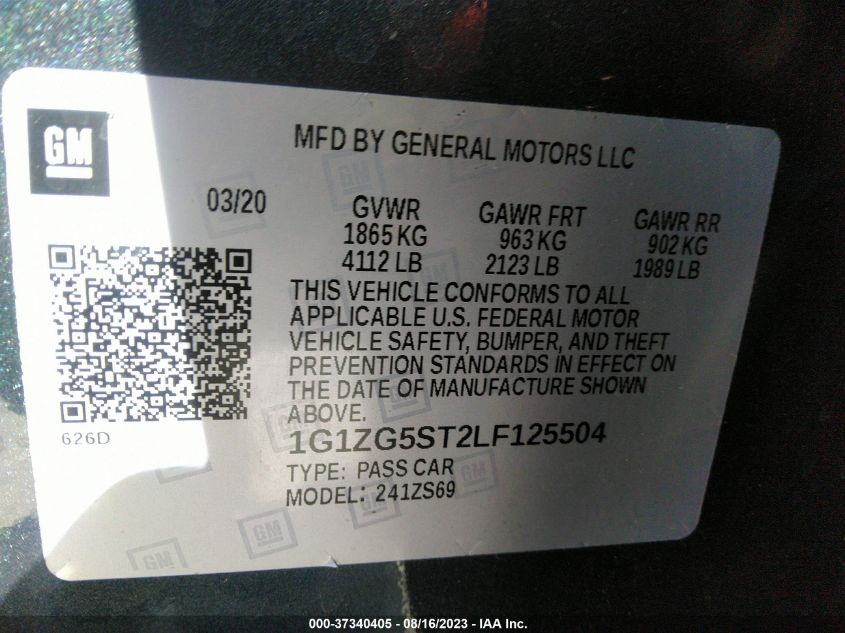 GM
MFD BY GENERAL MOTORS LLC
03/20
GVWR GAWR FRT GAWR RR
1865 KG 963 KG 902 KG
4112 LB 2123 LB 1989 LB
THIS VEHICLE CONFORMS TO ALL
APPLICABLE U.S. FEDERAL MOTOR
VEHICLE SAFETY, BUMPER, AND THEFT
PREVENTION STANDARDS IN EFFECT ON
THE DATE OF MANUFACTURE SHOWN
ABOVE.
626D
1G1ZG5ST2LF125504
TYPE: PASS CAR
MODEL: 241ZS69
GM
GM
GM
000-37340405 - 08/16/2023 - IAA Inc.